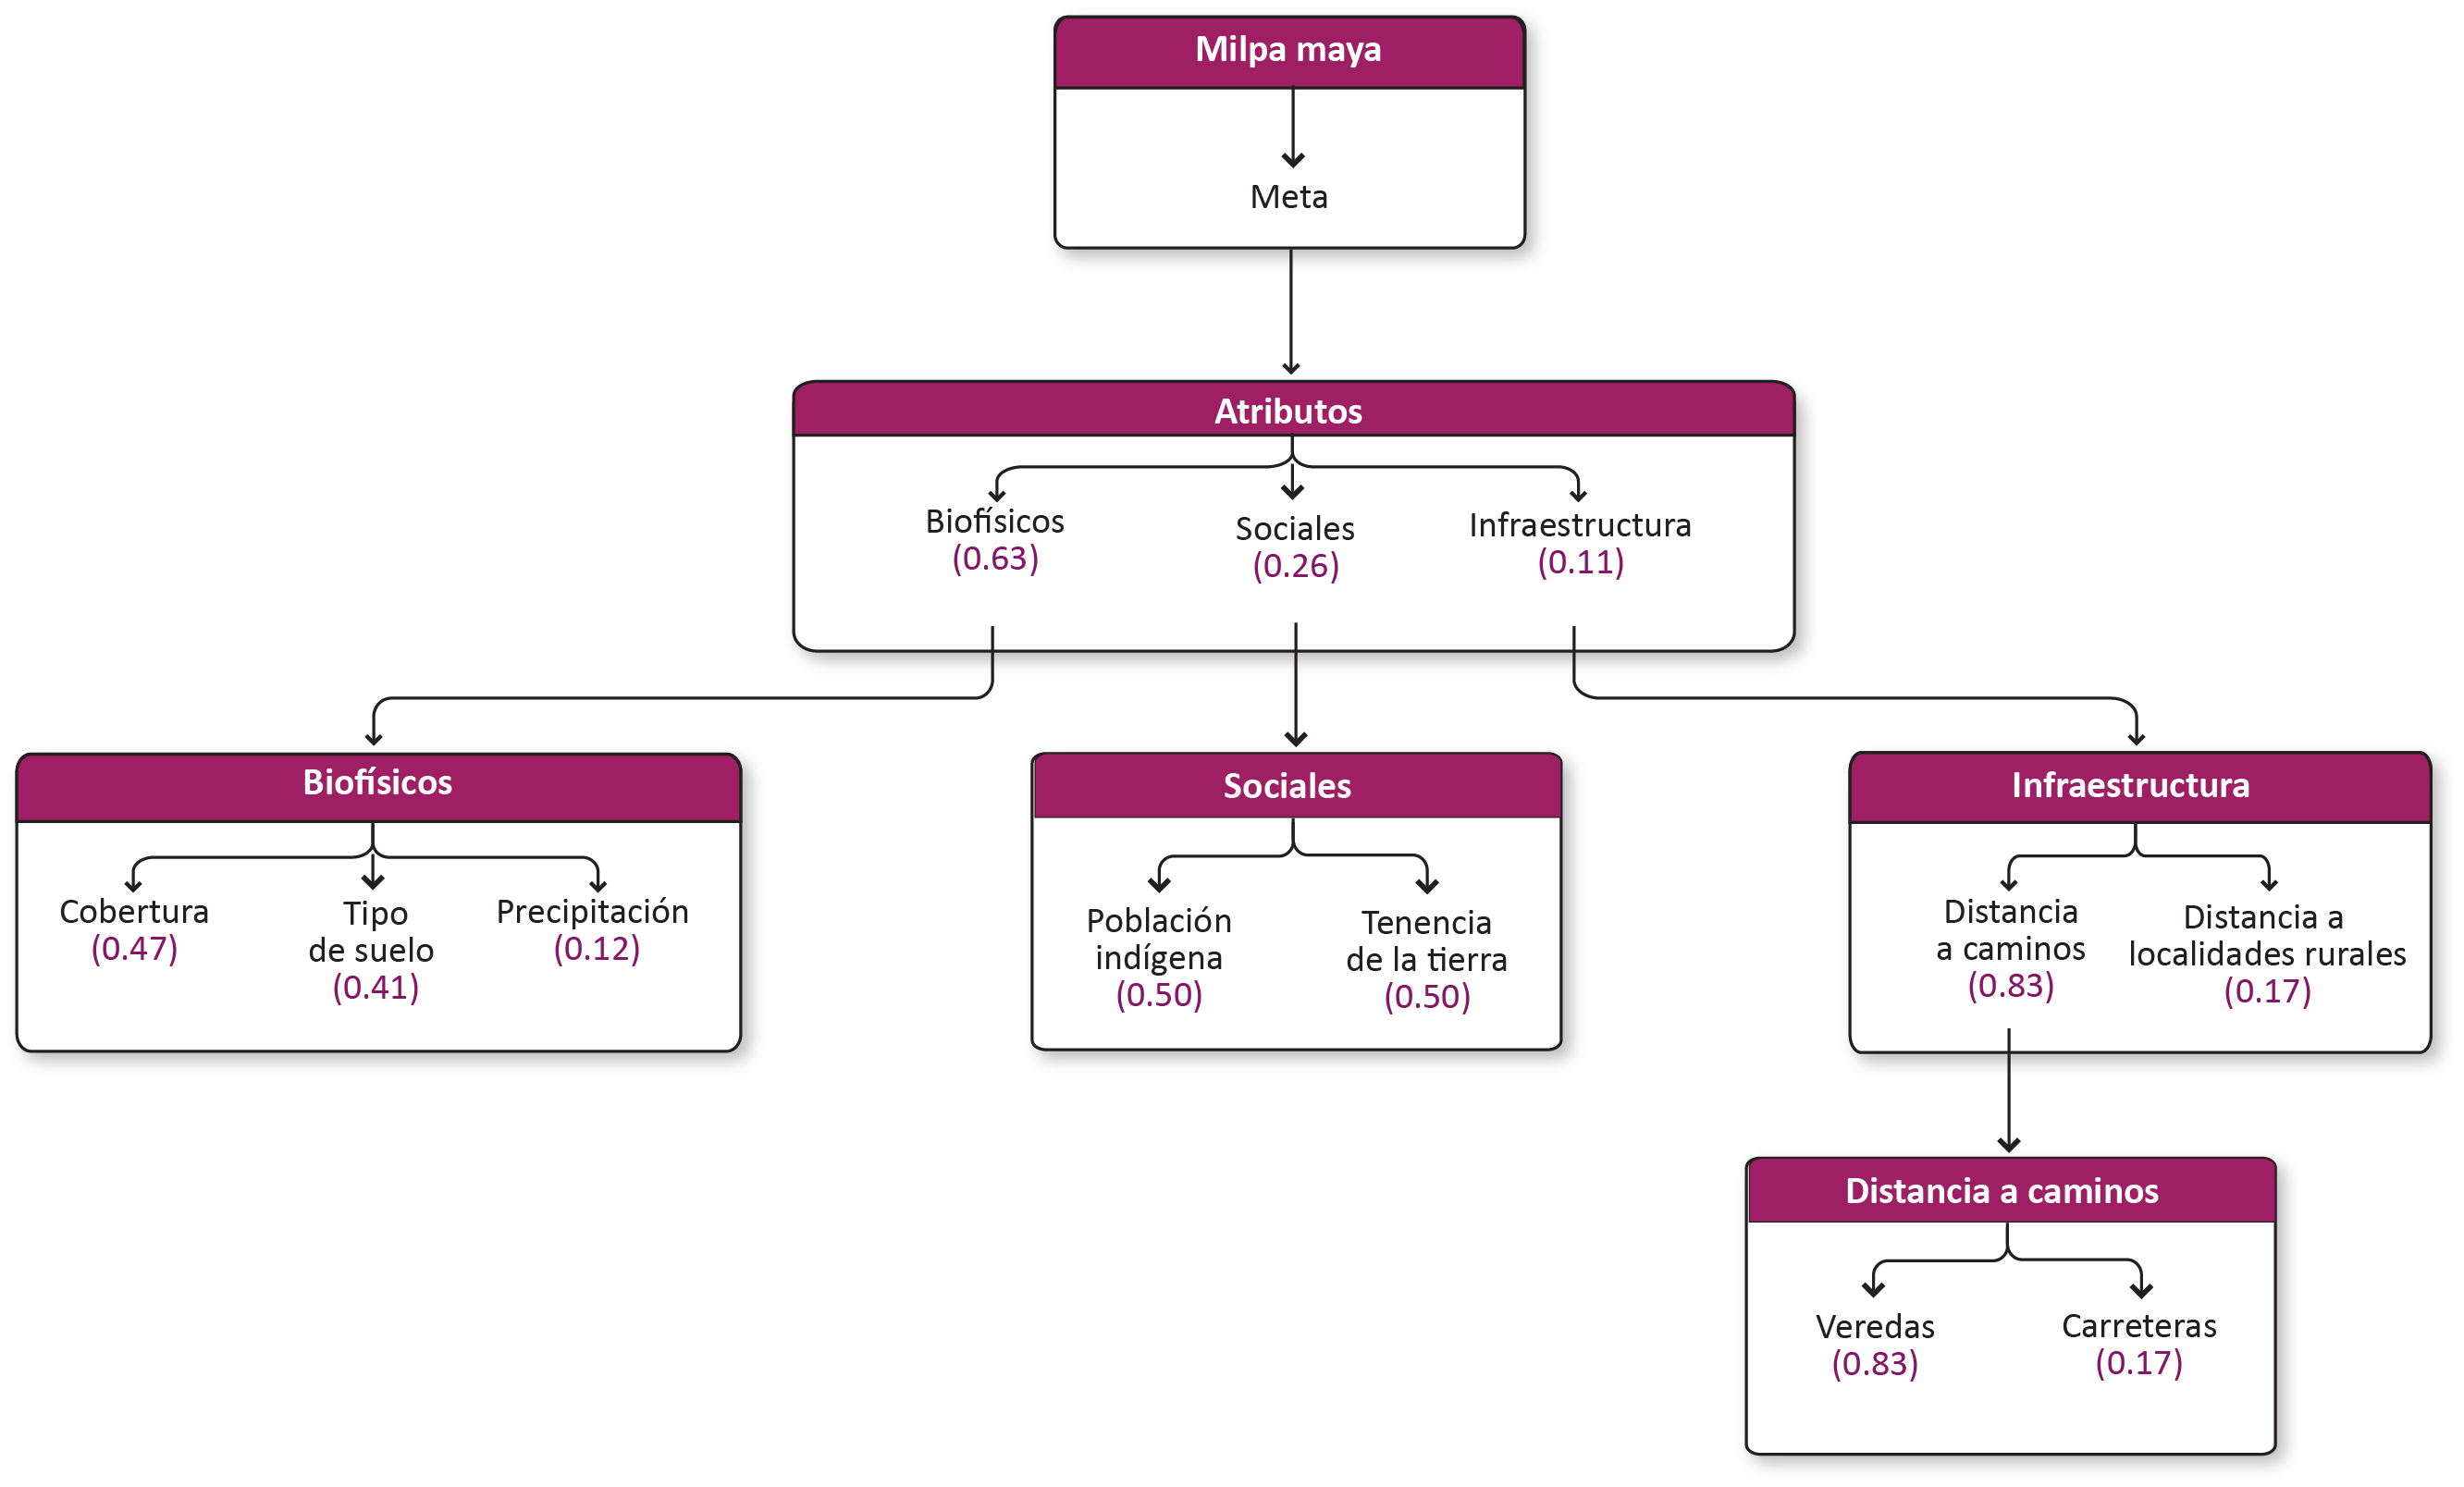 Milpa maya
Meta
Atributos
Biofísicos
(0.63)
Sociales
(0.26)
Infraestructura
(0.11)
Biofísicos
Cobertura
(0.47)
Tipo
de suelo
(0.41)
Precipitación
(0.12)
Sociales
Población
indígena
(0.50)
Tenencia
de la tierra
(0.50)
Infraestructura
Distancia
a caminos
(0.83)
Distancia a
localidades rurales
(0.17)
Distancia a caminos
Veredas
(0.83)
Carreteras
(0.17)